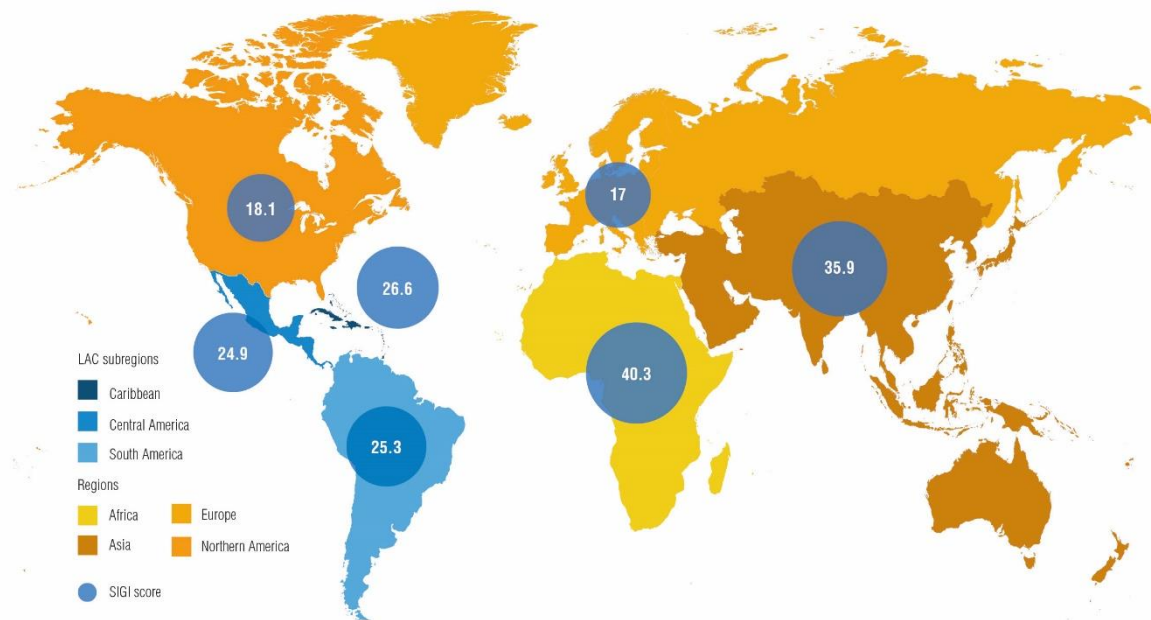 18.1
17
26.6
35.9
24.9
40.3
25.3
LAC subregions
Caribbean
Central America
South America
Regions
Africa
Europe
Asia
Northern America
SIGI score